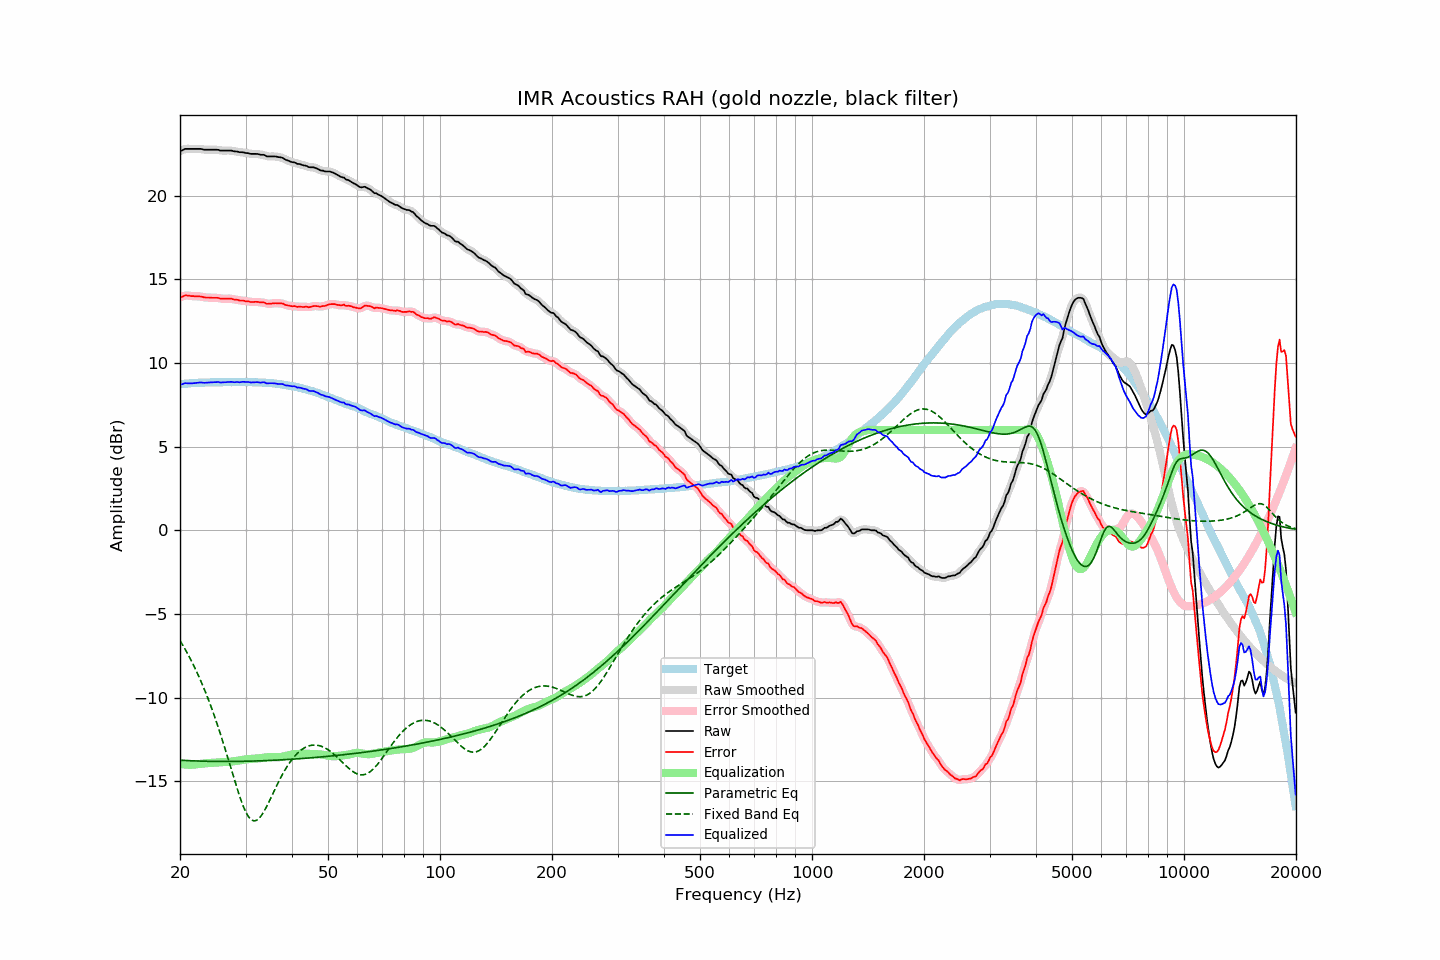 IMR Acoustics RAH (gold nozzle, black filter)
Amplitude (dBr)
20
15
10
5
0
−5
−10
−15
Target
Raw Smoothed
Error Smoothed
Raw
Error
Equalization
Parametric Eq
Fixed Band Eq
Equalized
20 50 100 200 500 1000 2000 5000 10000 20000
Frequency (Hz)